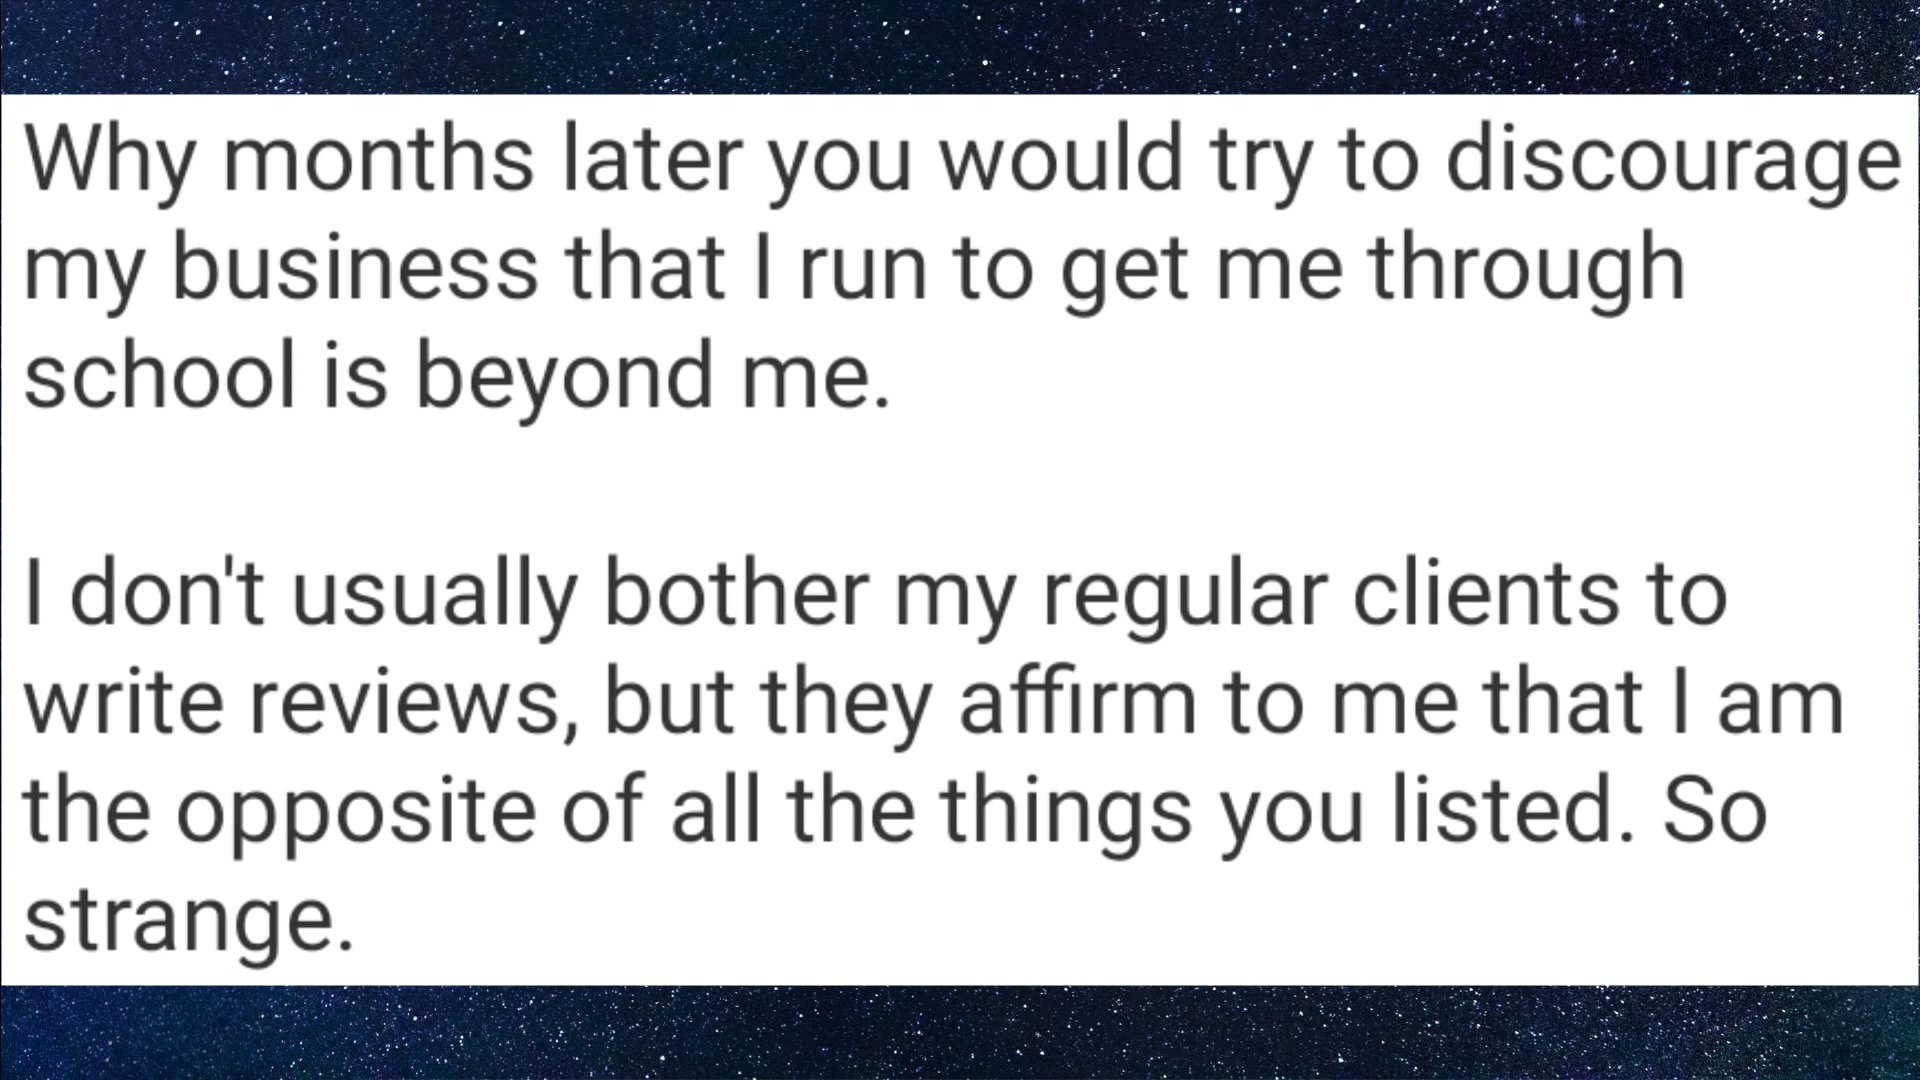 Why months later you would try to discourage
my business that I run to get me through
school is beyond me.
I don't usually bother my regular clients to
write reviews, but they affirm to me that I am
the opposite of all the things you listed. So
strange.